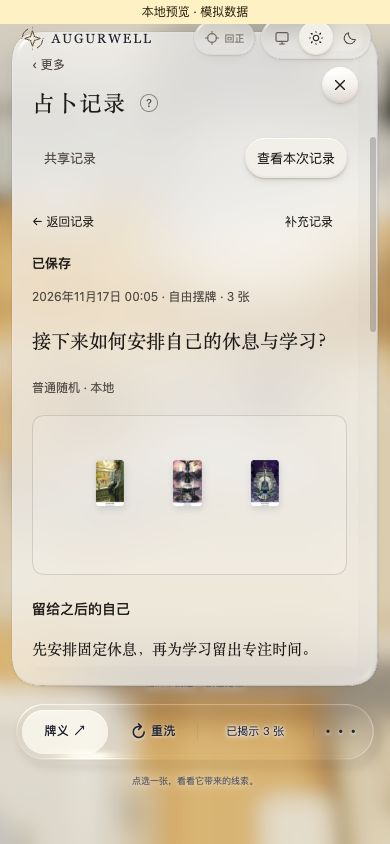 本地预览 · 模拟数据
AUGURWELL
回正
‹ 更多
占卜记录 ?
共享记录
查看本次记录
← 返回记录
补充记录
已保存
2026年11月17日 00:05 · 自由摆牌 · 3 张
接下来如何安排自己的休息与学习?
普通随机 · 本地
留给之后的自己
先安排固定休息，再为学习留出专注时间。
牌义 ↗
重洗
已揭示 3 张
• • •
点选一张，看看它带来的线索。